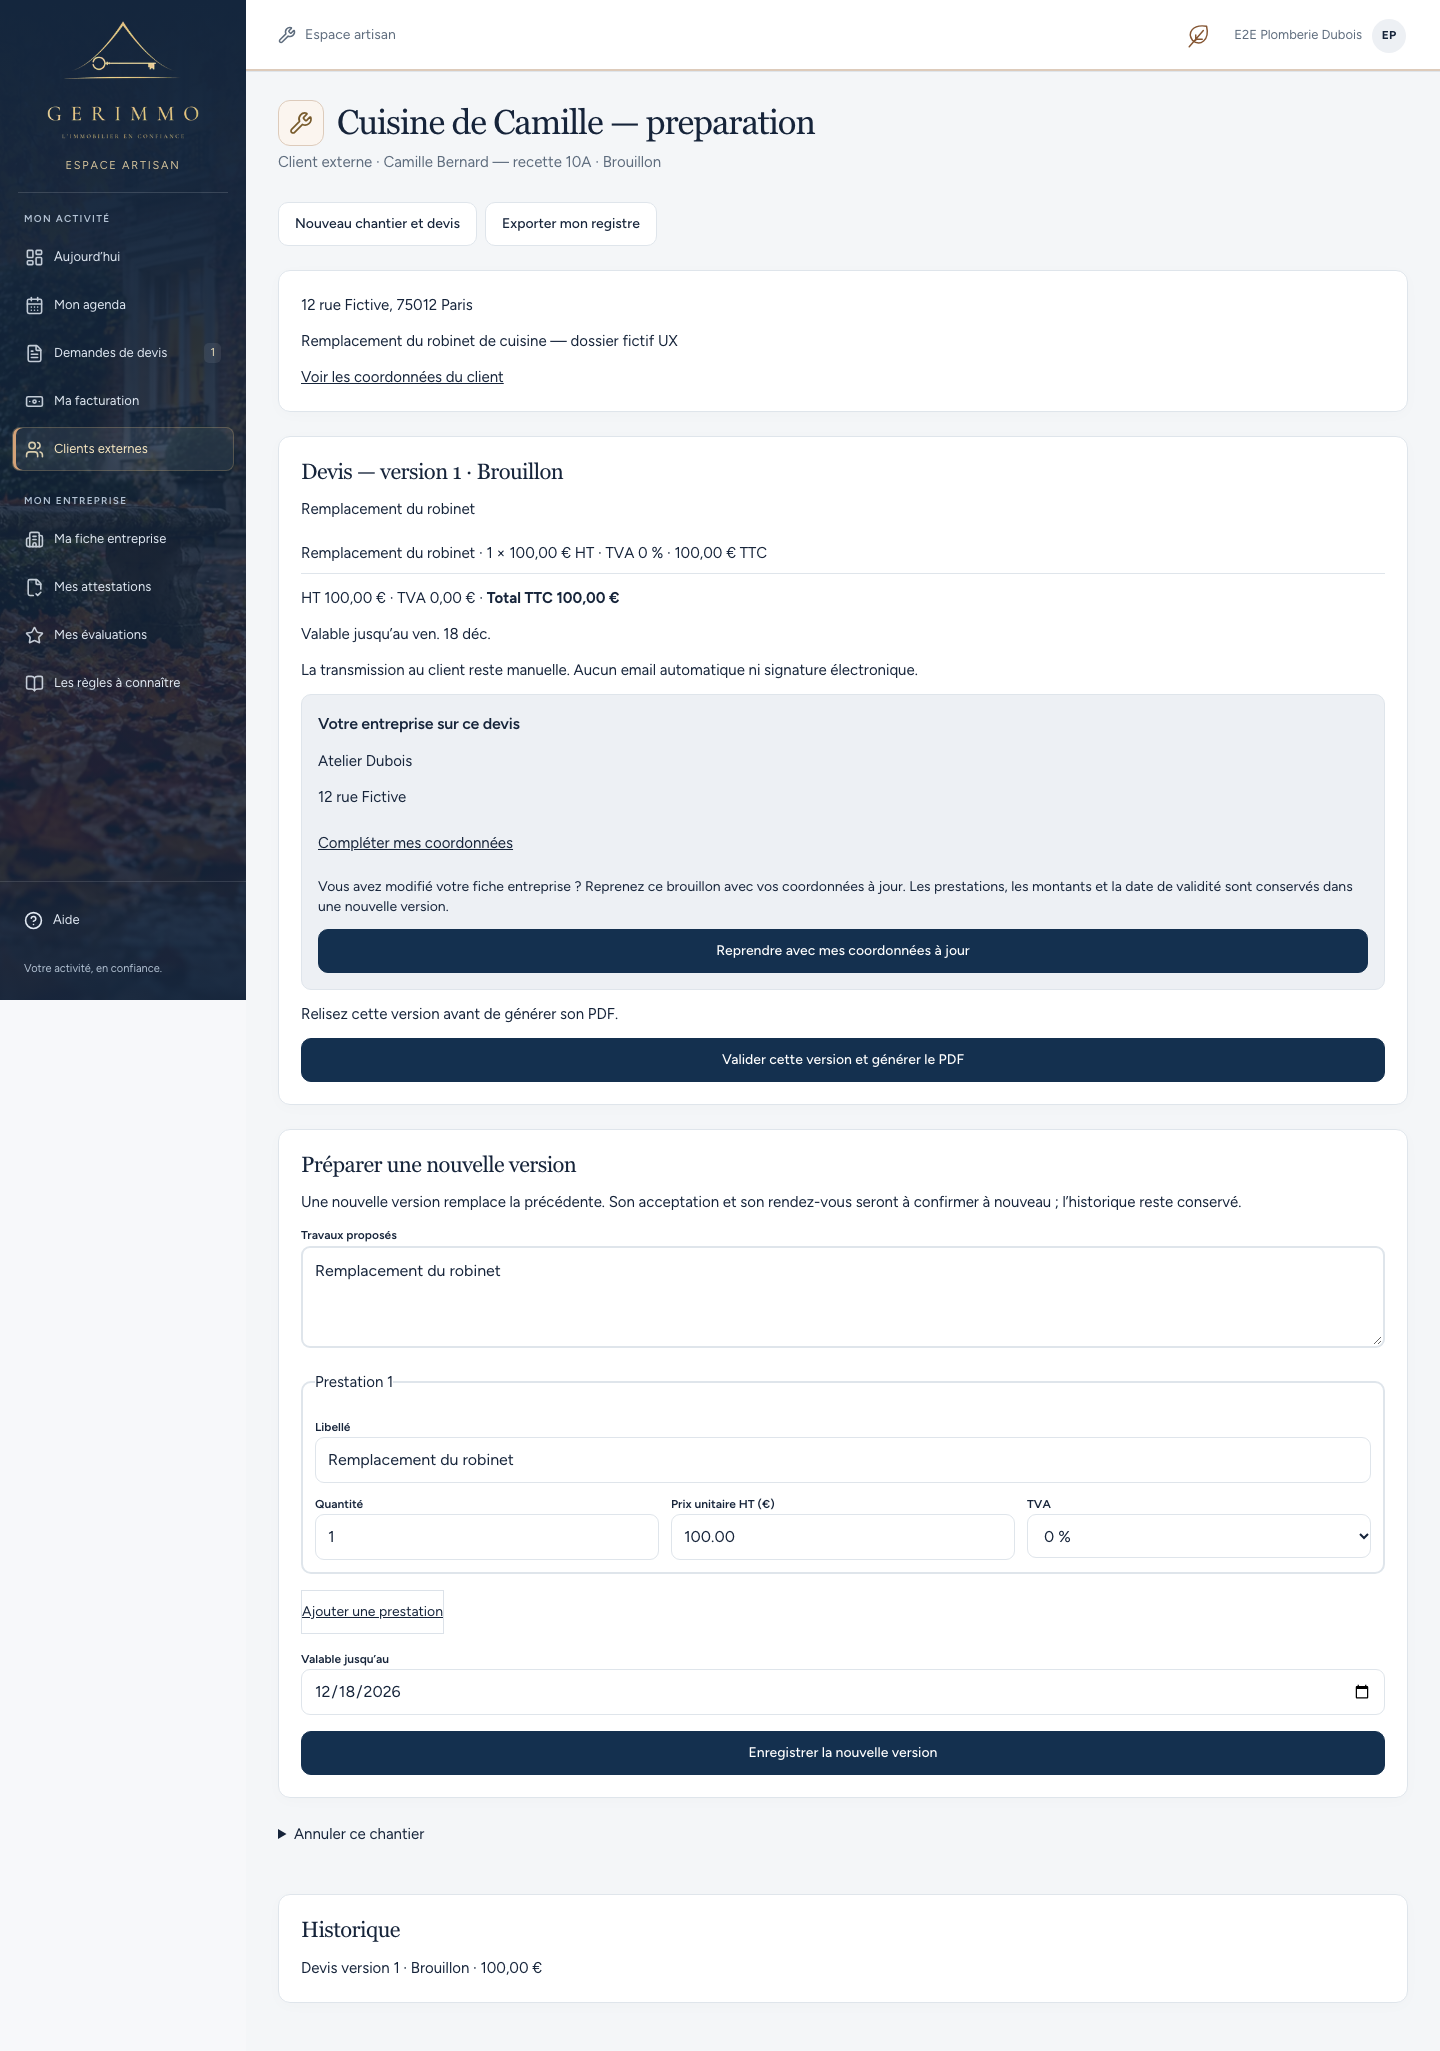 GERIMMO
L'IMMOBILIER EN CONFIANCE
ESPACE ARTISAN
MON ACTIVITÉ
Aujourd'hui
Mon agenda
Demandes de devis 1
Ma facturation
Clients externes
MON ENTREPRISE
Ma fiche entreprise
Mes attestations
Mes évaluations
Les règles à connaître
Aide
Votre activité, en confiance.
Espace artisan
E2E Plomberie Dubois EP
Cuisine de Camille — preparation
Client externe · Camille Bernard — recette 10A · Brouillon
Nouveau chantier et devis
Exporter mon registre
12 rue Fictive, 75012 Paris
Remplacement du robinet de cuisine — dossier fictif UX
Voir les coordonnées du client
Devis — version 1 · Brouillon
Remplacement du robinet
Remplacement du robinet · 1 × 100,00 € HT · TVA 0 % · 100,00 € TTC
HT 100,00 € · TVA 0,00 € · Total TTC 100,00 €
Valable jusqu'au ven. 18 déc.
La transmission au client reste manuelle. Aucun email automatique ni signature électronique.
Votre entreprise sur ce devis
Atelier Dubois
12 rue Fictive
Compléter mes coordonnées
Vous avez modifié votre fiche entreprise ? Reprenez ce brouillon avec vos coordonnées à jour. Les prestations, les montants et la date de validité sont conservés dans
une nouvelle version.
Reprendre avec mes coordonnées à jour
Relisez cette version avant de générer son PDF.
Valider cette version et générer le PDF
Préparer une nouvelle version
Une nouvelle version remplace la précédente. Son acceptation et son rendez-vous seront à confirmer à nouveau ; l'historique reste conservé.
Travaux proposés
Remplacement du robinet
Prestation 1
Libellé
Remplacement du robinet
Quantité
Prix unitaire HT (€)
TVA
1
100.00
0 %
Ajouter une prestation
Valable jusqu'au
12/18/2026
Enregistrer la nouvelle version
Annuler ce chantier
Historique
Devis version 1 · Brouillon · 100,00 €